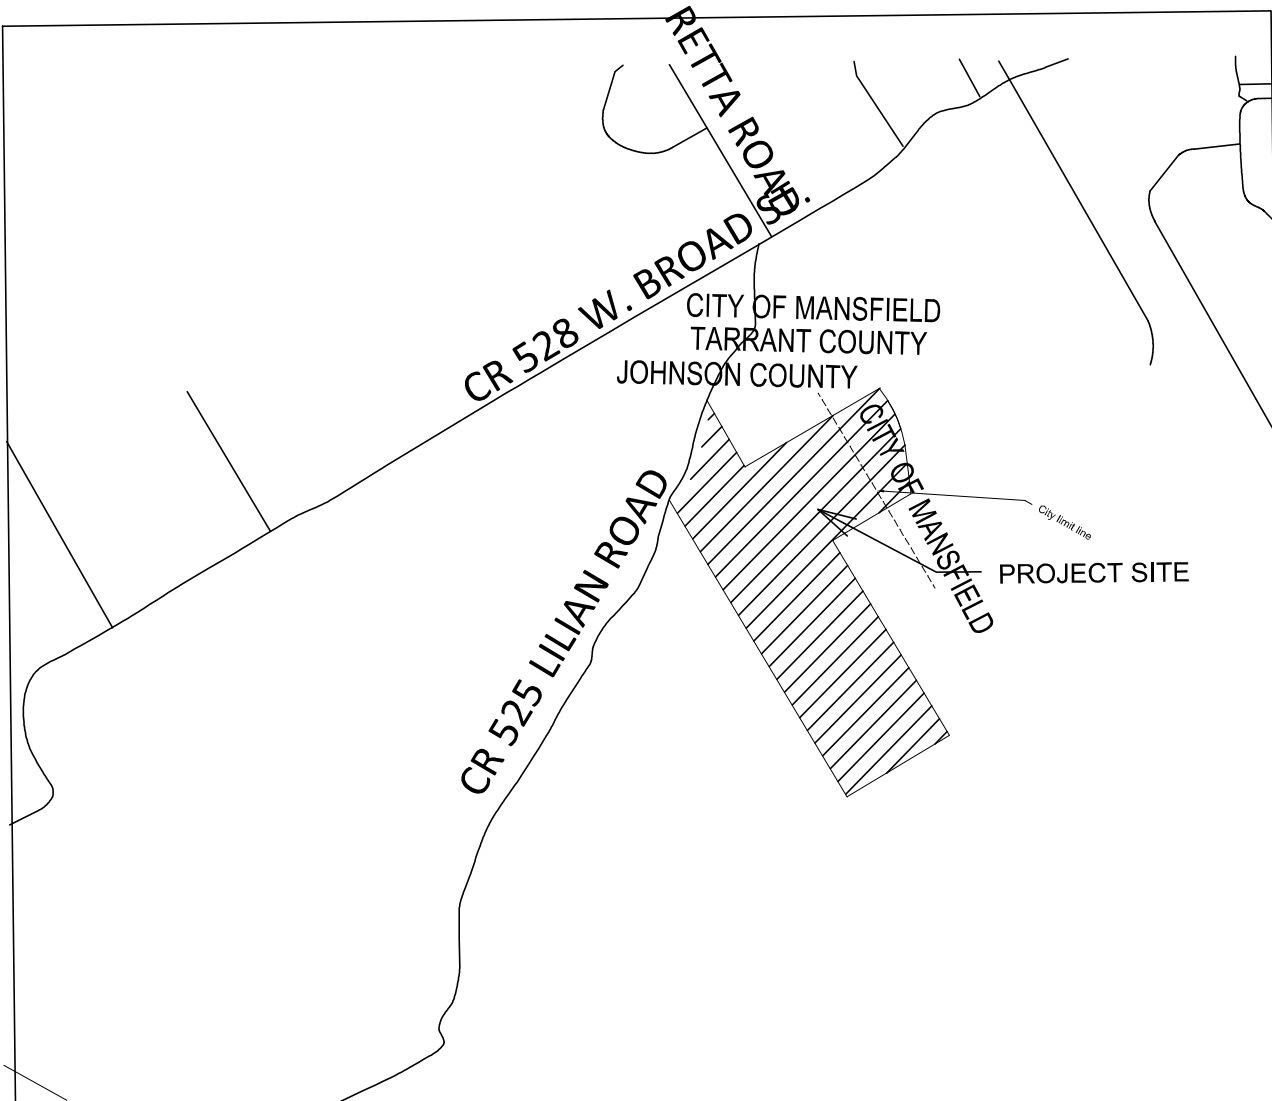 RETTA ROAD
CR 528 W. BROAD ST.
CITY OF MANSFIELD
TARRANT COUNTY
JOHNSON COUNTY
CITY OF MANSFIELD
CR 525 LILIAN ROAD
City limit line
PROJECT SITE